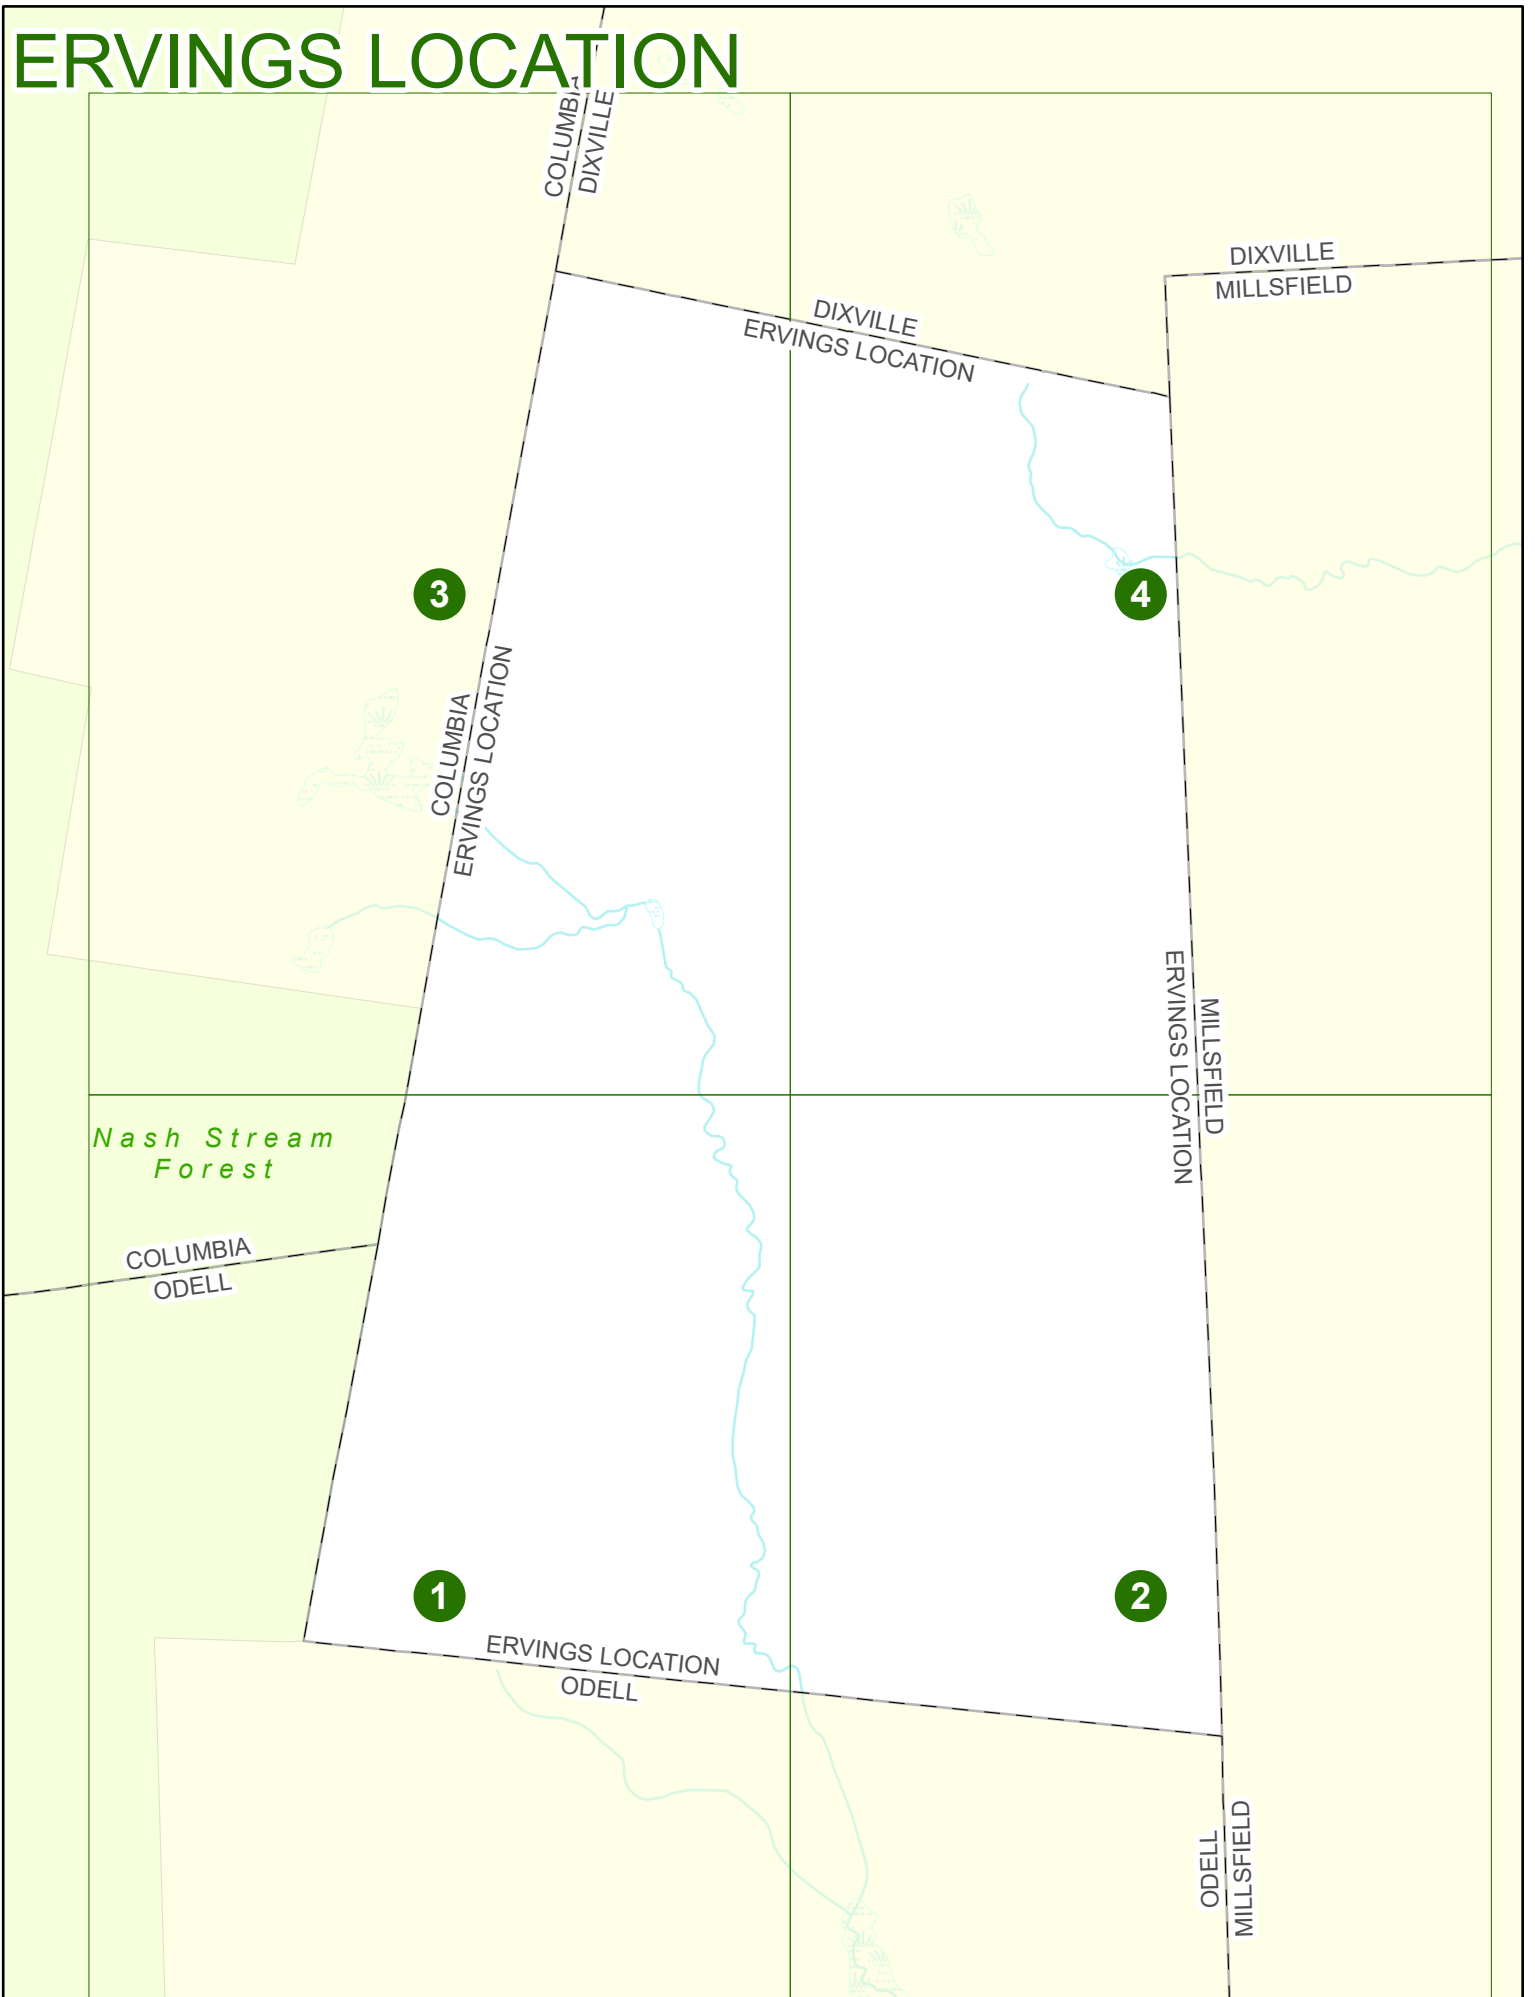 ERVINGS LOCATION
COLUMBIA
DIXVILLE
DIXVILLE
MILLSFIELD
DIXVILLE
ERVINGS LOCATION
3
4
COLUMBIA
ERVINGS LOCATION
ERVINGS LOCATION
MILLSFIELD
Nash Stream
Forest
COLUMBIA
ODELL
1
2
ERVINGS LOCATION
ODELL
ODELL
MILLSFIELD